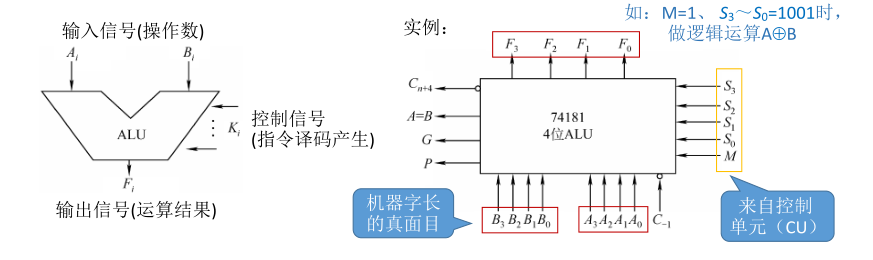 输入信号(操作数)
A_i
B_i
ALU
K_i
控制信号
(指令译码产生)
F_i
输出信号(运算结果)
实例：
如：M=1、S_3～S_0=1001时，
做逻辑运算A⊕B
F_3 F_2 F_1 F_0
C_{n+4}
A=B
G
P
74181
4位ALU
S_3
S_2
S_1
S_0
M
B_3 B_2 B_1 B_0
A_3 A_2 A_1 A_0
C_{-1}
机器字长
的真面目
来自控制
单元（CU）